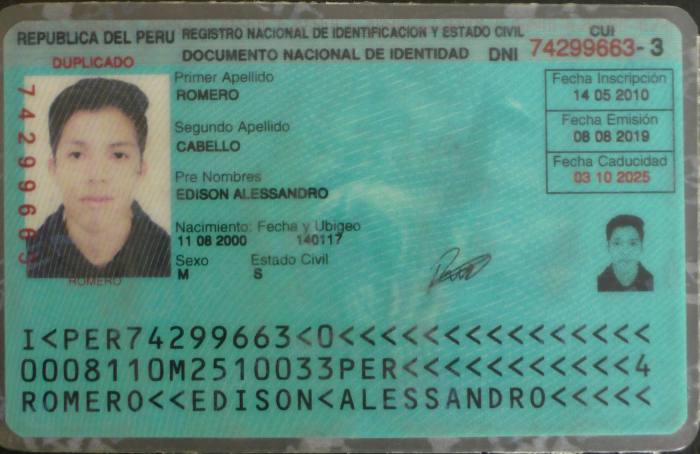 REPUBLICA DEL PERU REGISTRO NACIONAL DE IDENTIFICACION Y ESTADO CIVIL CUI
DUPLICADO DOCUMENTO NACIONAL DE IDENTIDAD DNI 74299663-3
Primer Apellido
ROMERO
Segundo Apellido
CABELLO
Pre Nombres
EDISON ALESSANDRO
Nacimiento: Fecha y Ubigeo
11 08 2000 140117
Sexo Estado Civil
M S
Fecha Inscripción
14 05 2010
Fecha Emisión
08 08 2019
Fecha Caducidad
03 10 2025
74299663
ROMERO
I<PER74299663<0<<<<<<<<<<<<<<<
0008110M2510033PER<<<<<<<<<<<4
ROMERO<<EDISON<ALESSANDRO<<<<<